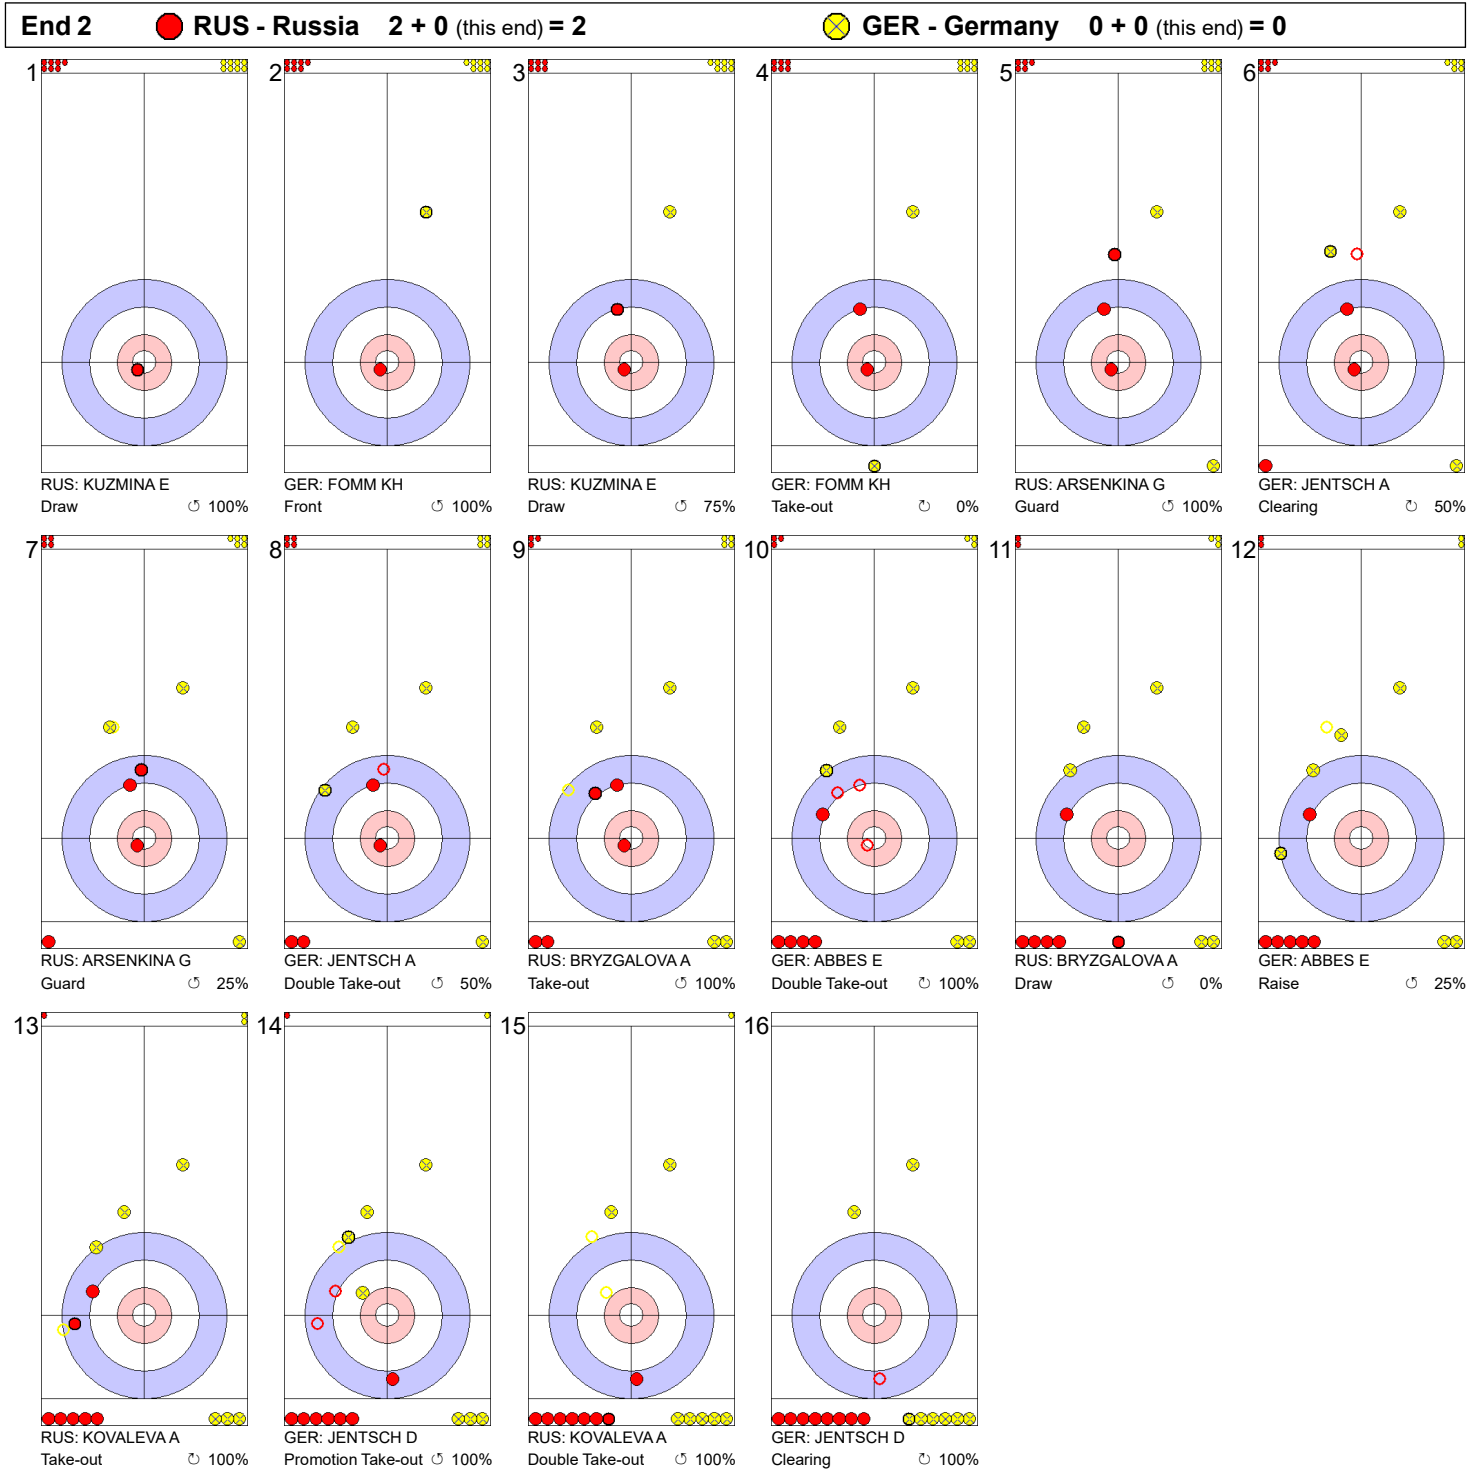 End 2 RUS - Russia 2 + 0 (this end) = 2 GER - Germany 0 + 0 (this end) = 0
1 2 3 4 5 6
RUS: KUZMINA E GER: FOMM KH RUS: KUZMINA E GER: FOMM KH RUS: ARSENKINA G GER: JENTSCH A
Draw ↺ 100% Front ↺ 100% Draw ↺ 75% Take-out ↻ 0% Guard ↺ 100% Clearing ↻ 50%
7 8 9 10 11 12
RUS: ARSENKINA G GER: JENTSCH A RUS: BRYZGALOVA A GER: ABBES E RUS: BRYZGALOVA A GER: ABBES E
Guard ↺ 25% Double Take-out ↺ 50% Take-out ↺ 100% Double Take-out ↺ 100% Draw ↺ 0% Raise ↺ 25%
13 14 15 16
RUS: KOVALEVA A GER: JENTSCH D RUS: KOVALEVA A GER: JENTSCH D
Take-out ↺ 100% Promotion Take-out ↺ 100% Double Take-out ↺ 100% Clearing ↻ 100%